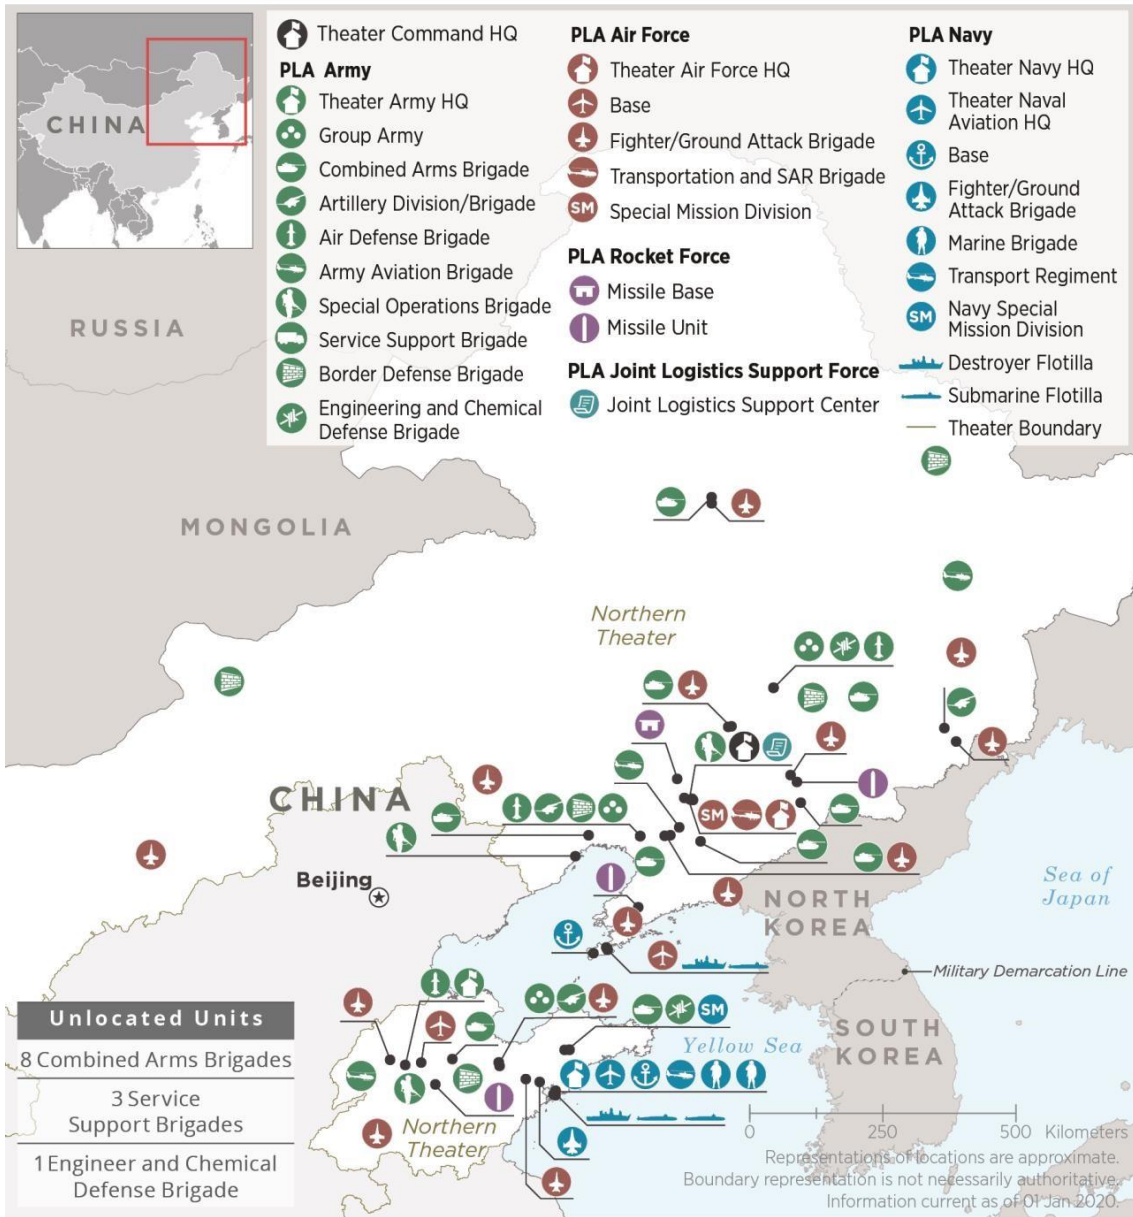 CHINA
Theater Command HQ
PLA Army
Theater Army HQ
Group Army
Combined Arms Brigade
Artillery Division/Brigade
Air Defense Brigade
Army Aviation Brigade
Special Operations Brigade
Service Support Brigade
Border Defense Brigade
Engineering and Chemical
Defense Brigade
PLA Air Force
Theater Air Force HQ
Base
Fighter/Ground Attack Brigade
Transportation and SAR Brigade
SM
Special Mission Division
PLA Rocket Force
Missile Base
Missile Unit
PLA Joint Logistics Support Force
Joint Logistics Support Center
PLA Navy
Theater Navy HQ
Theater Naval
Aviation HQ
Base
Fighter/Ground
Attack Brigade
Marine Brigade
Transport Regiment
SM
Navy Special
Mission Division
Destroyer Flotilla
Submarine Flotilla
Theater Boundary
RUSSIA
MONGOLIA
Northern
Theater
CHINA
SM
Beijing
NORTH
KOREA
Sea of
Japan
Military Demarcation Line
SM
SOUTH
KOREA
Yellow Sea
Northern
Theater
Unlocated Units
8 Combined Arms Brigades
3 Service
Support Brigades
1 Engineer and Chemical
Defense Brigade
0 250 500 Kilometers
Representations of locations are approximate.
Boundary representation is not necessarily authoritative.
Information current as of 01 Jan 2020.